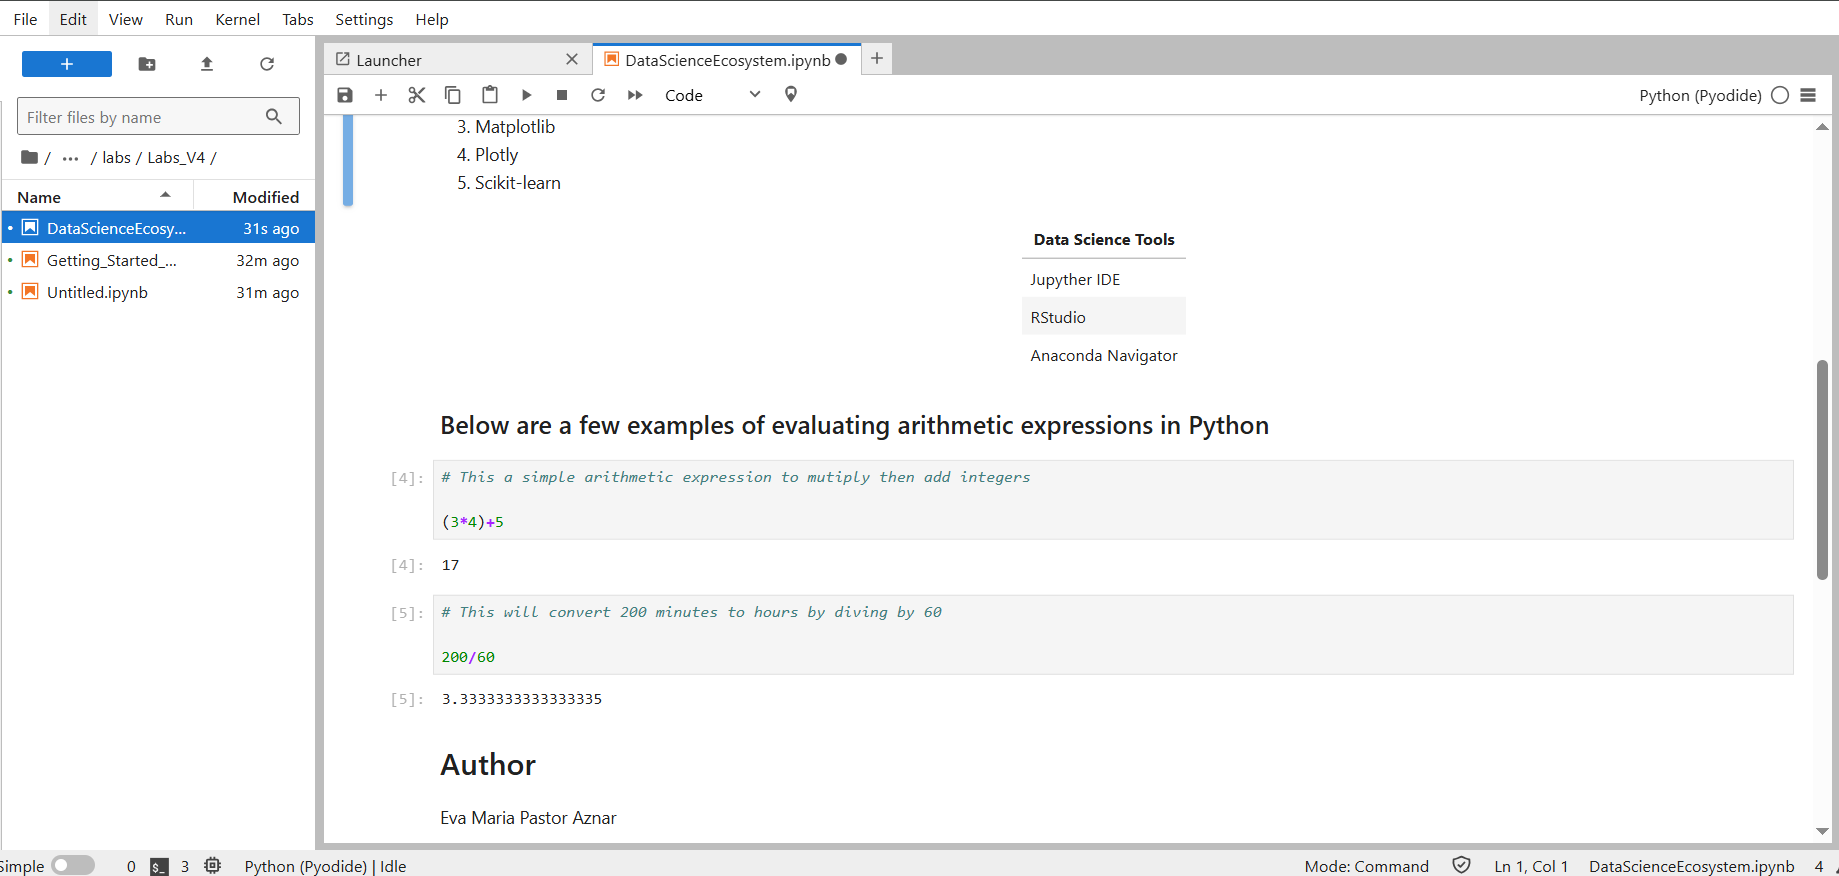 File Edit View Run Kernel Tabs Settings Help
Launcher
DataScienceEcosystem.ipynb
Code
Python (Pyodide)
Filter files by name
/ ... / labs / Labs_V4 /
Name Modified
DataScienceEcosy... 31s ago
Getting_Started_... 32m ago
Untitled.ipynb 31m ago
3. Matplotlib
4. Plotly
5. Scikit-learn
Data Science Tools
Jupyther IDE
RStudio
Anaconda Navigator
Below are a few examples of evaluating arithmetic expressions in Python
[4]: # This a simple arithmetic expression to mutiply then add integers
(3*4)+5
[4]: 17
[5]: # This will convert 200 minutes to hours by diving by 60
200/60
[5]: 3.3333333333333335
Author
Eva Maria Pastor Aznar
Simple 0 $_ 3 Python (Pyodide) | Idle Mode: Command Ln 1, Col 1 DataScienceEcosystem.ipynb 4